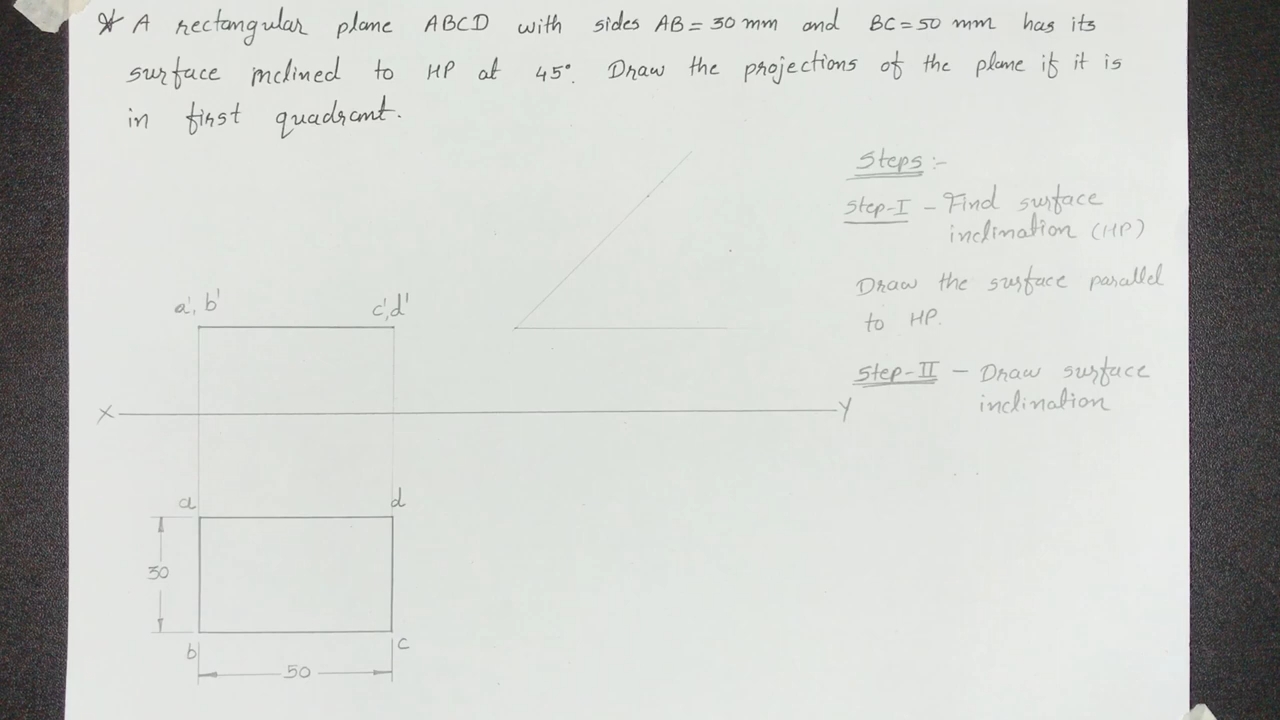 * A rectangular plane ABCD with sides AB = 30 mm and BC = 50 mm has its
surface inclined to HP at 45°. Draw the projections of the plane if it is
in first quadrant.
Steps :-
Step-I - Find surface
inclination (HP)
Draw the surface parallel
to HP.
Step-II - Draw surface
inclination
a', b'
c', d'
X
Y
a
d
30
b
c
50